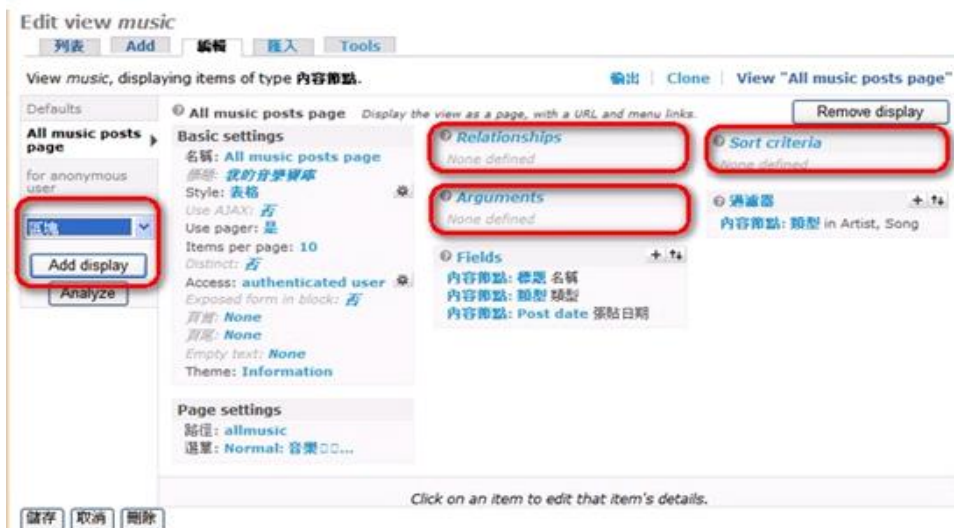 Edit view music
列表 Add 編輯 匯入 Tools
View music, displaying items of type 內容節點.
輸出 | Clone | View "All music posts page"
Defaults
All music posts page
for anonymous user
區塊
Add display
Analyze
All music posts page Display the view as a page, with a URL and menu links.
Remove display
Basic settings
名稱: All music posts page
標題: 我的音樂寶庫
Style: 表格
Use AJAX: 否
Use pager: 是
Items per page: 10
Distinct: 否
Access: authenticated user
Exposed form in block: 否
頁首: None
頁尾: None
Empty text: None
Theme: Information
Page settings
路徑: allmusic
選單: Normal: 音樂□□...
Relationships
None defined
Arguments
None defined
Fields
內容節點: 標題 名稱
內容節點: 類型 類型
內容節點: Post date 張貼日期
Sort criteria
None defined
過濾器
內容節點: 類型 in Artist, Song
Click on an item to edit that item's details.
儲存 取消 刪除